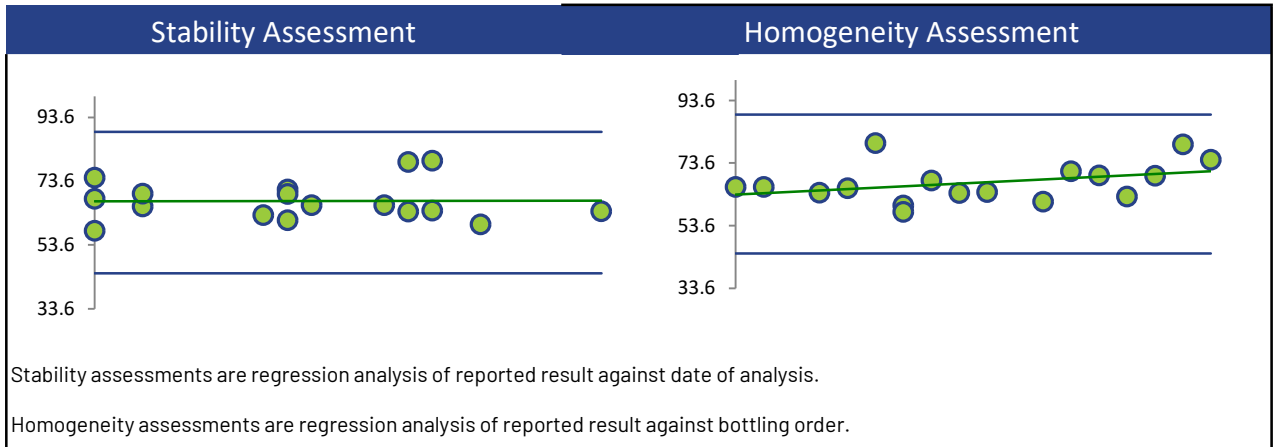 Stability Assessment
Homogeneity Assessment
93.6
73.6
53.6
33.6
93.6
73.6
53.6
33.6
Stability assessments are regression analysis of reported result against date of analysis.
Homogeneity assessments are regression analysis of reported result against bottling order.